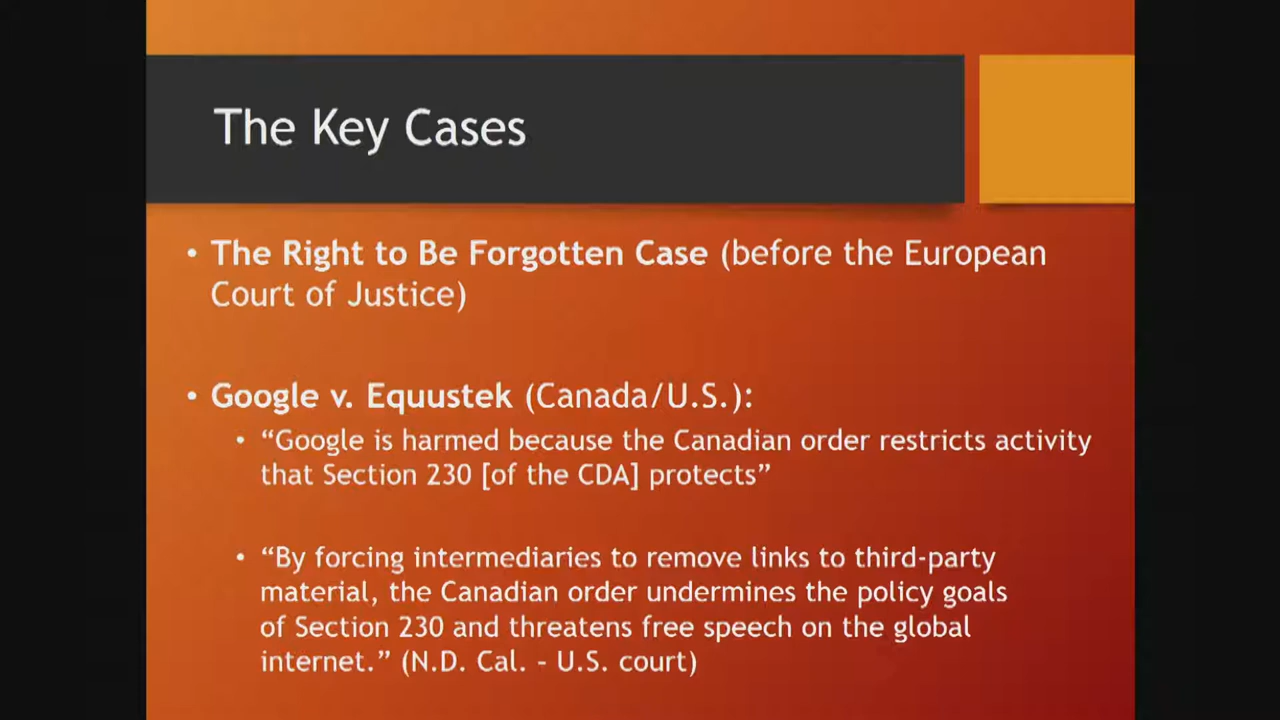 The Key Cases
• The Right to Be Forgotten Case (before the European
Court of Justice)
• Google v. Equustek (Canada/U.S.):
• “Google is harmed because the Canadian order restricts activity
that Section 230 [of the CDA] protects”
• “By forcing intermediaries to remove links to third-party
material, the Canadian order undermines the policy goals
of Section 230 and threatens free speech on the global
internet.” (N.D. Cal. - U.S. court)